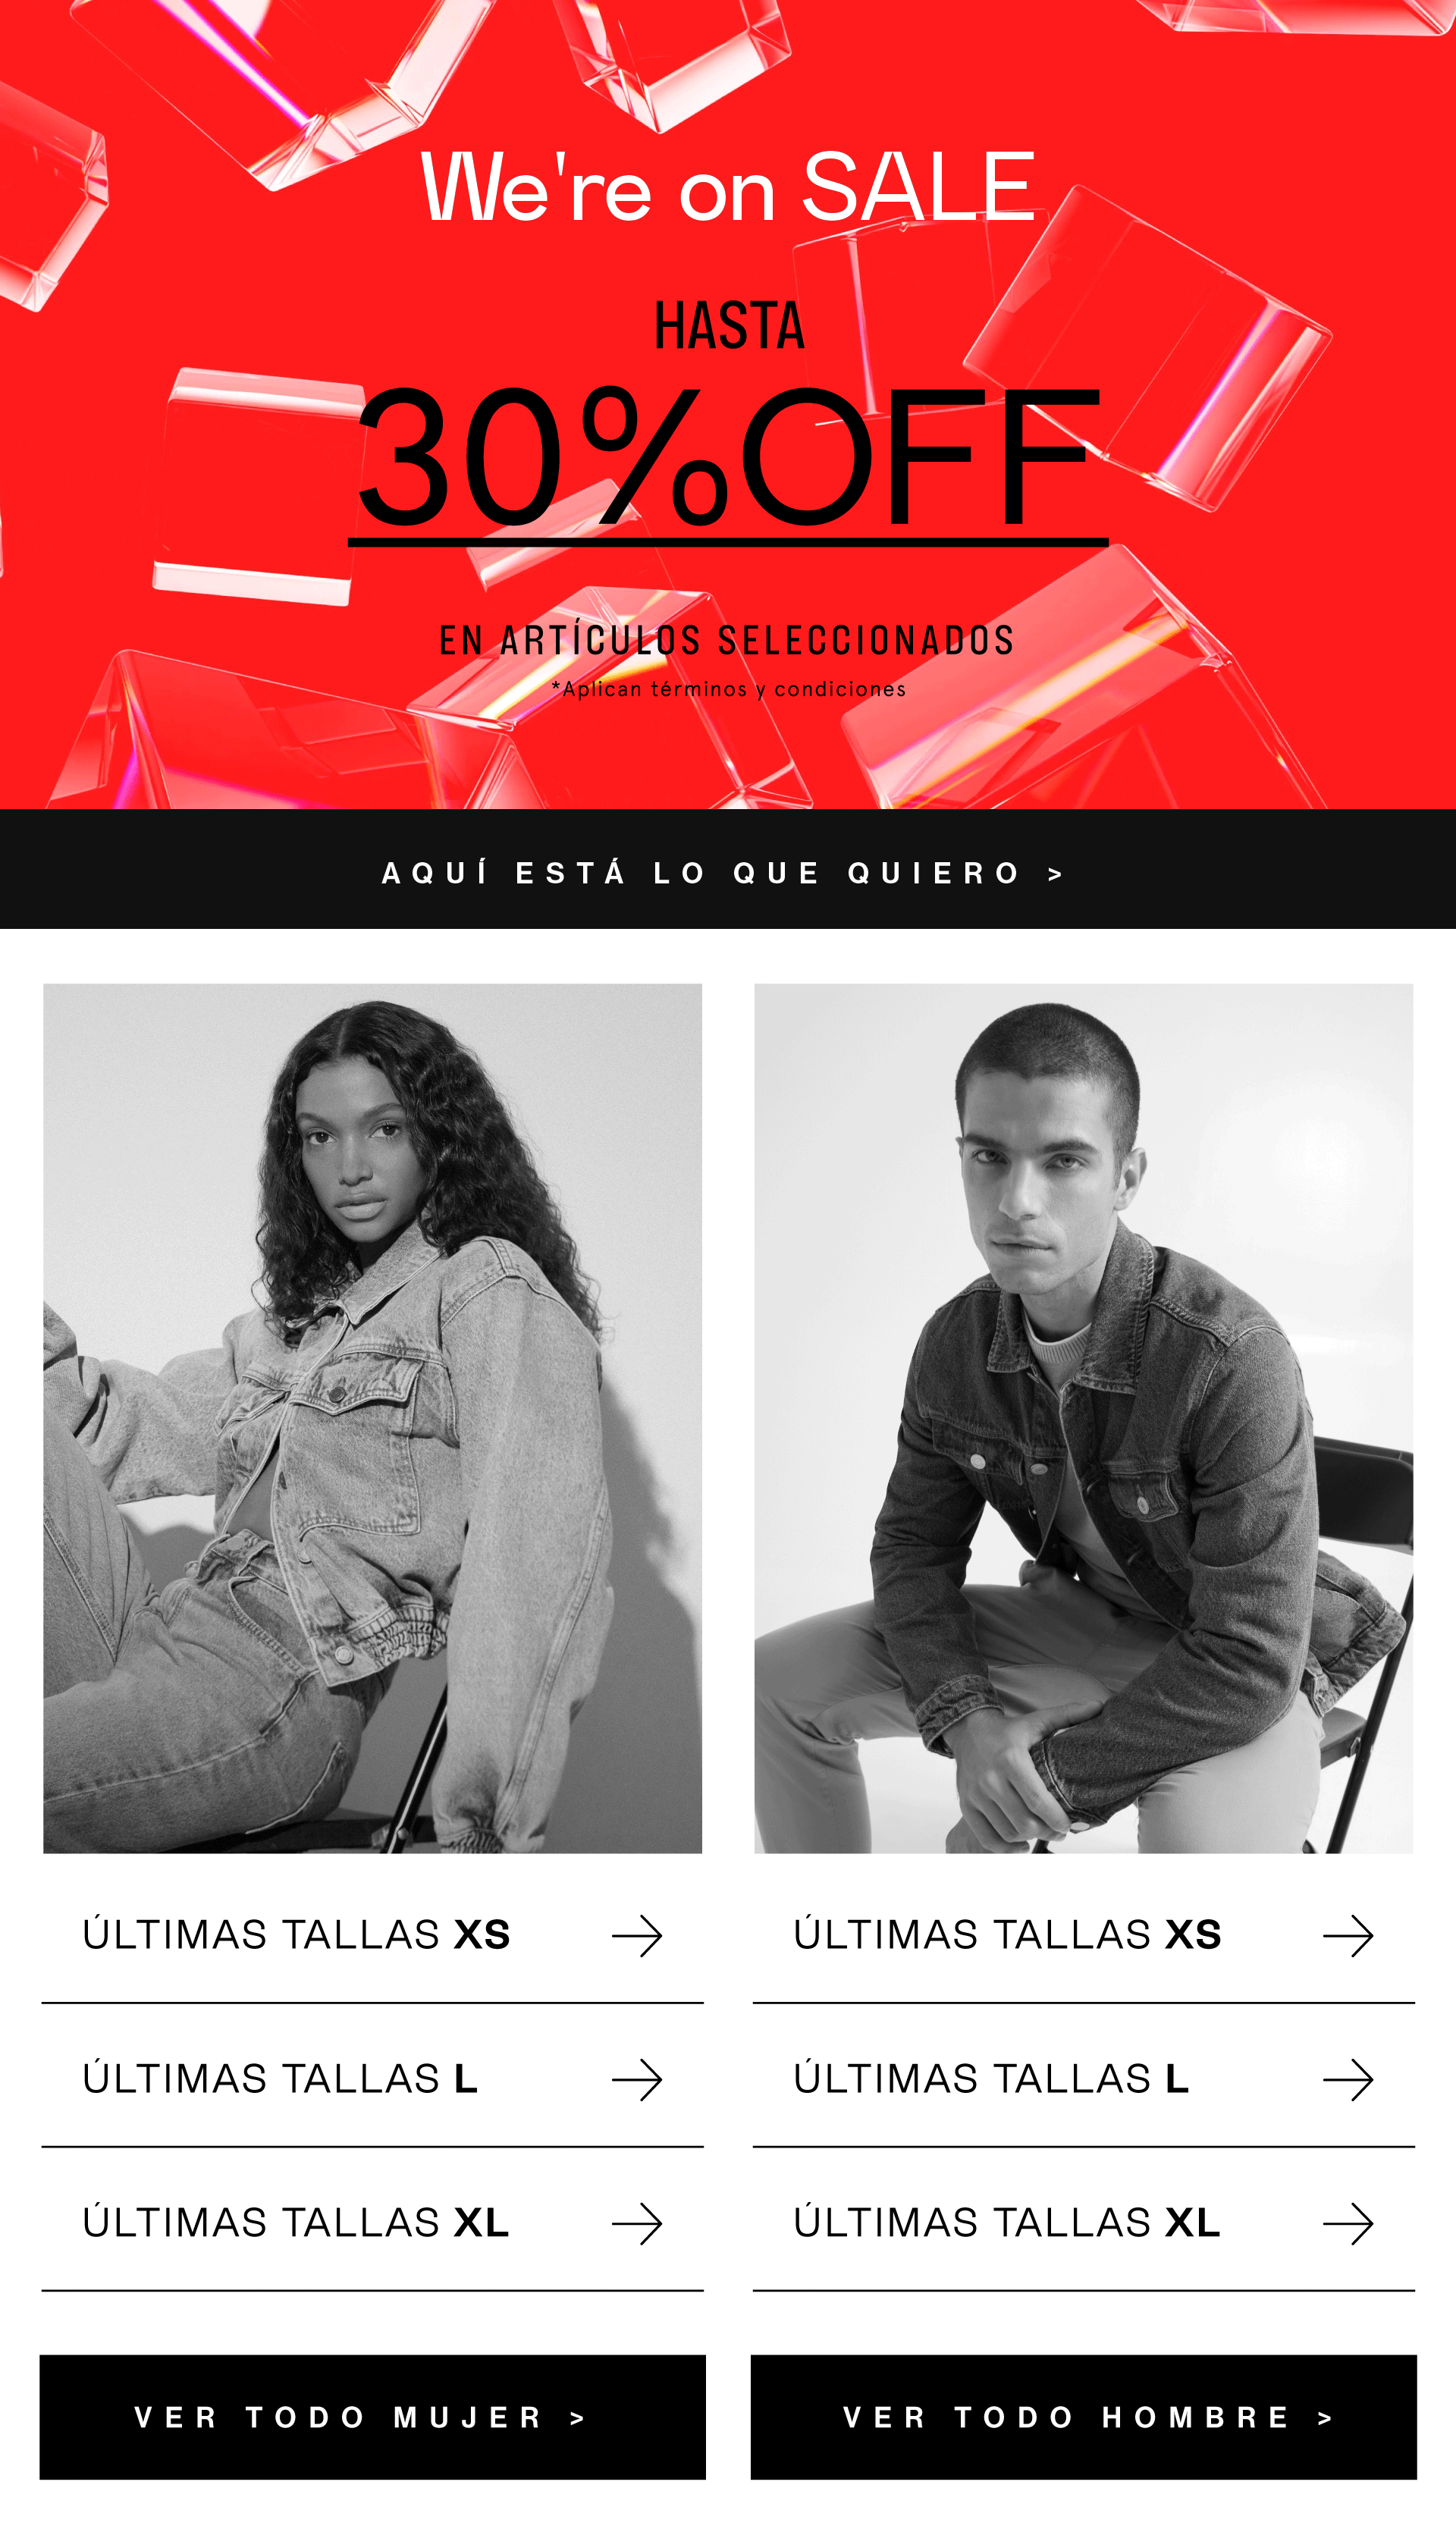 We're on SALE
HASTA
30%OFF
EN ARTÍCULOS SELECCIONADOS
*Aplican términos y condiciones
AQUÍ ESTÁ LO QUE QUIERO >
ÚLTIMAS TALLAS XS
ÚLTIMAS TALLAS L
ÚLTIMAS TALLAS XL
VER TODO MUJER >
ÚLTIMAS TALLAS XS
ÚLTIMAS TALLAS L
ÚLTIMAS TALLAS XL
VER TODO HOMBRE >